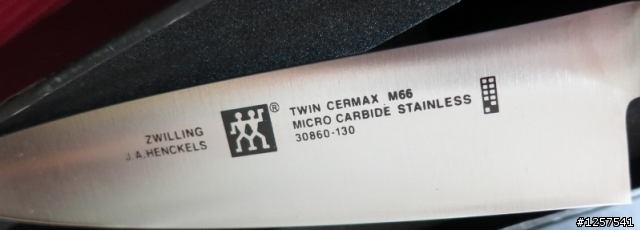 ZWILLING
J.A.HENCKELS
®
TWIN CERMAX M66
MICRO CARBIDE STAINLESS
30860-130
#1257541